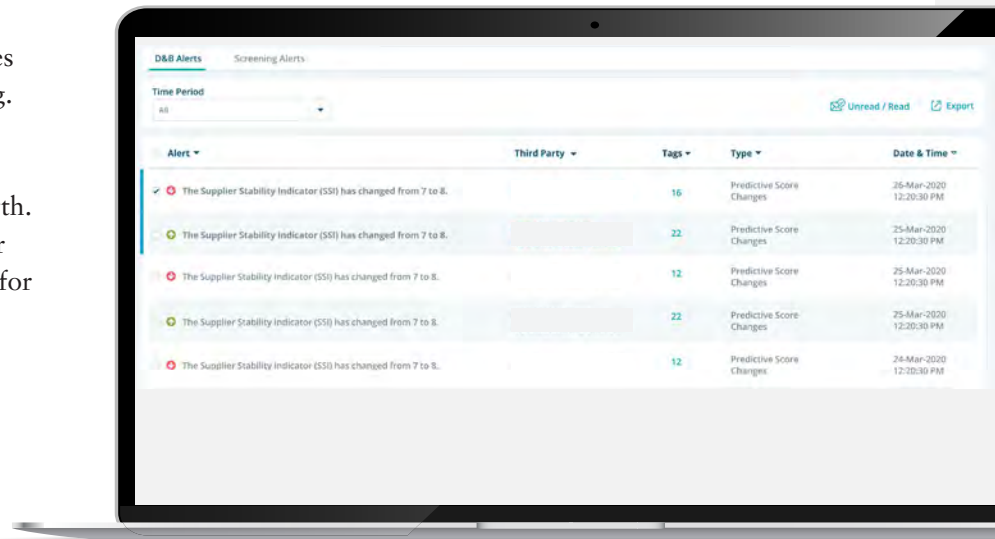 es
g.
th.
r
for
D&B Alerts Screening Alerts
Time Period
All
Unread / Read Export
Alert Third Party Tags Type Date & Time
The Supplier Stability Indicator (SSI) has changed from 7 to 8. 16 Predictive Score 26-Mar-2020
Changes 12:20:30 PM
The Supplier Stability Indicator (SSI) has changed from 7 to 8. 22 Predictive Score 25-Mar-2020
Changes 12:20:30 PM
The Supplier Stability Indicator (SSI) has changed from 7 to 8. 12 Predictive Score 25-Mar-2020
Changes 12:20:30 PM
The Supplier Stability Indicator (SSI) has changed from 7 to 8. 22 Predictive Score 25-Mar-2020
Changes 12:20:30 PM
The Supplier Stability Indicator (SSI) has changed from 7 to 8. 12 Predictive Score 24-Mar-2020
Changes 12:20:30 PM